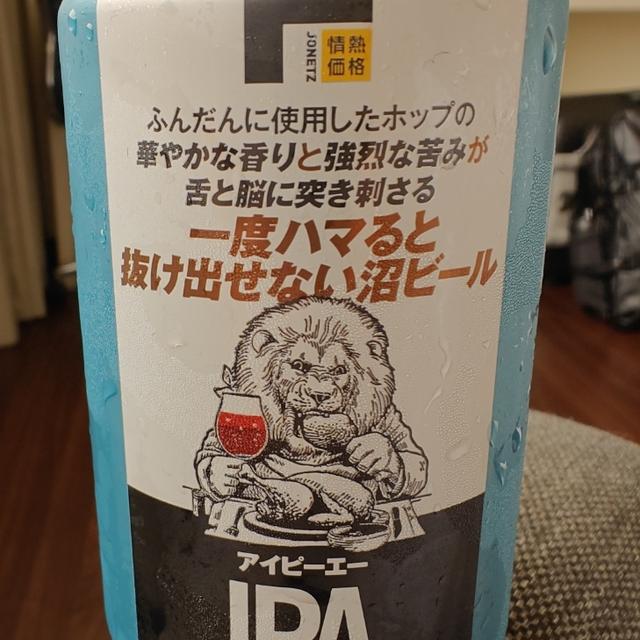 JONETZ
情熱
価格
ふんだんに使用したホップの
華やかな香りと強烈な苦みが
舌と脳に突き刺さる
一度ハマると
抜け出せない沼ビール
アイピーエー
IPA